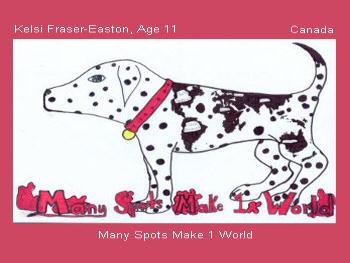 Kelsi Fraser-Easton, Age 11
Canada
Many Spots Make 1 World
Many Spots Make 1 World